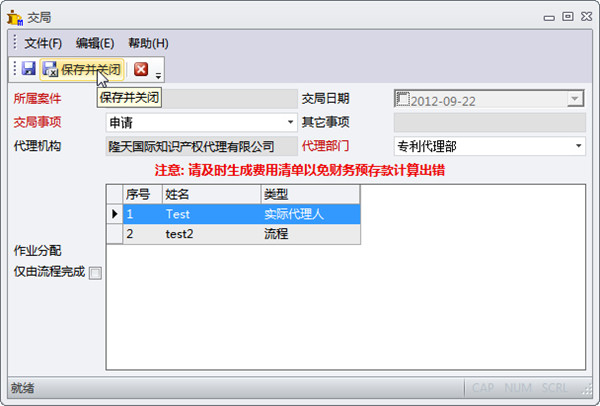 交局
文件(F) 编辑(E) 帮助(H)
保存并关闭
保存并关闭
所属案件 交局日期 2012-09-22
交局事项 申请 其它事项
代理机构 隆天国际知识产权代理有限公司 代理部门 专利代理部
注意: 请及时生成费用清单以免财务预存款计算出错
序号 姓名 类型
1 Test 实际代理人
2 test2 流程
作业分配
仅由流程完成
就绪 CAP NUM SCRL